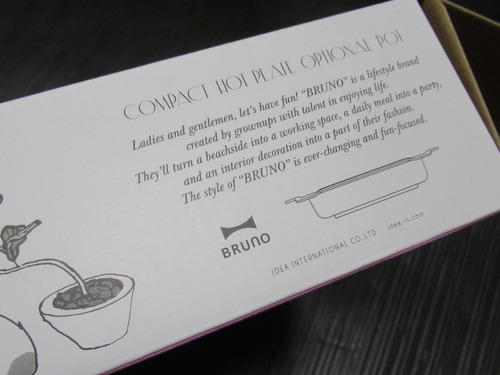 COMPACT HOT PLATE OPTIONAL POT
Ladies and gentlemen, let's have fun! "BRUNO" is a lifestyle brand
created by grownups with talent in enjoying life.
They'll turn a beachside into a working space, a daily meal into a party,
and an interior decoration into a part of their fashion.
The style of "BRUNO" is ever-changing and fun-focused.
BRUNO
IDEA INTERNATIONAL CO.,LTD idea-in.com